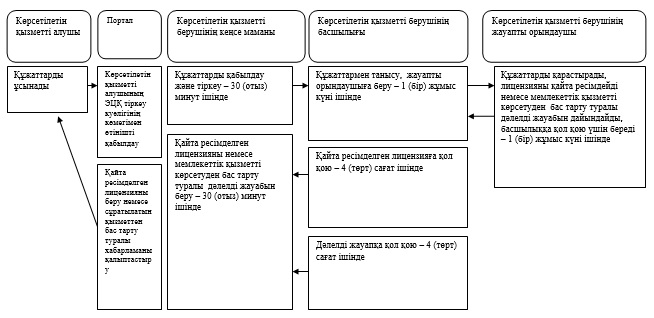 Көрсетілетін
қызметті алушы
Портал
Көрсетілетін қызметті
берушінің кеңсе маманы
Көрсетілетін қызметті берушінің
басшылығы
Көрсетілетін қызметті берушінің
жауапты орындаушы
Құжаттарды
ұсынады
Көрсетілетін
қызметті
алушының
ЭЦҚ тіркеу
куәлігінің
көмегімен
өтінішті
қабылдау
Құжаттарды қабылдау
және тіркеу – 30 (отыз)
минут ішінде
Құжаттармен танысу, жауапты
орындаушыға беру – 1 (бір) жұмыс
күні ішінде
Құжаттарды қарастырады,
лицензияны қайта ресімдейді
немесе мемлекеттік қызметті
көрсетуден бас тарту туралы
дәлелді жауабын дайындайды,
басшылыққа қол қою үшін береді
– 1 (бір) жұмыс күні ішінде
Қайта
ресімделген
лицензияны
беру немесе
сұратылатын
қызметтен
бас тарту
туралы
хабарламаны
қалыптастыр
у
Қайта ресімделген
лицензияны немесе
мемлекеттік қызметті
көрсетуден бас тарту
туралы дәлелді жауабын
беру – 30 (отыз) минут
ішінде
Қайта ресімделген лицензияға қол
қою – 4 (төрт) сағат ішінде
Дәлелді жауапқа қол қою – 4 (төрт)
сағат ішінде